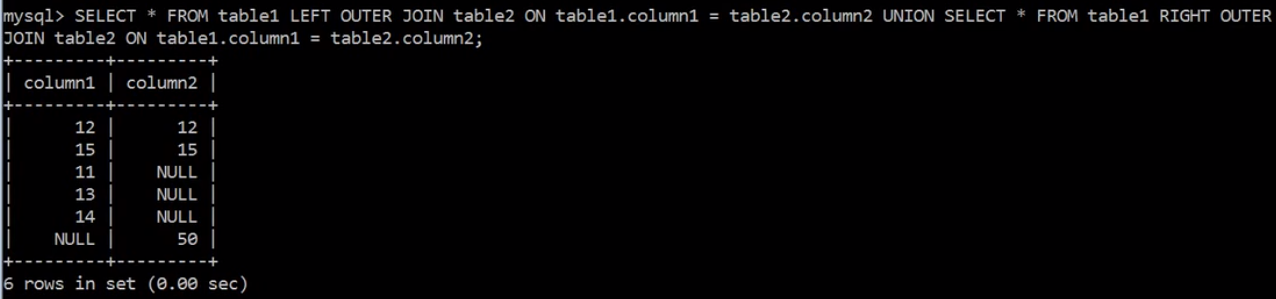 mysql> SELECT * FROM table1 LEFT OUTER JOIN table2 ON table1.column1 = table2.column2 UNION SELECT * FROM table1 RIGHT OUTER
JOIN table2 ON table1.column1 = table2.column2;
+---------+---------+
| column1 | column2 |
+---------+---------+
|      12 |      12 |
|      15 |      15 |
|      11 |    NULL |
|      13 |    NULL |
|      14 |    NULL |
|    NULL |      50 |
+---------+---------+
6 rows in set (0.00 sec)